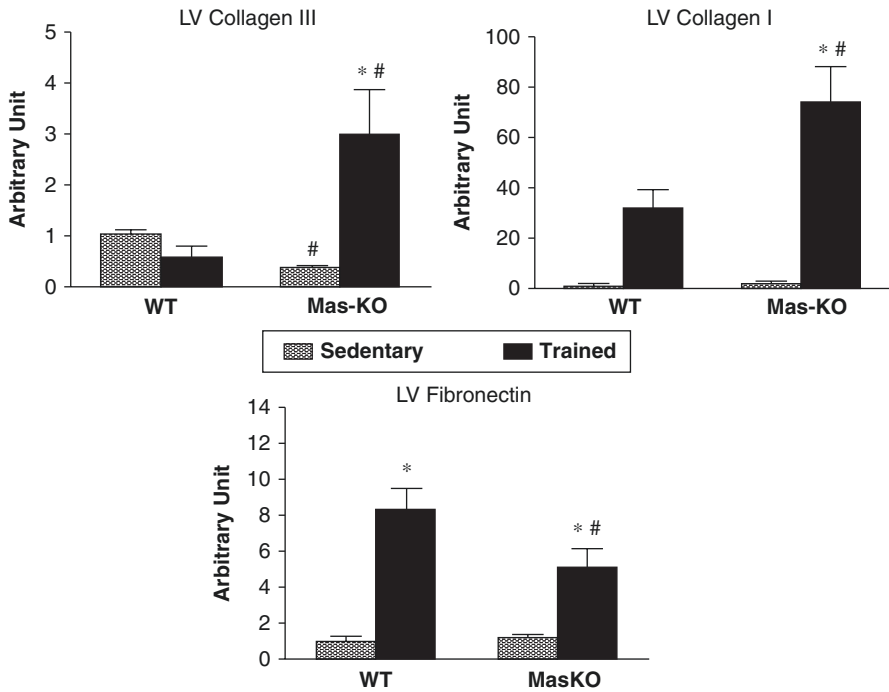 LV Collagen III
Arbitrary Unit
5
4
3
2
1
0
* #
#
WT Mas-KO
LV Collagen I
Arbitrary Unit
100
80
60
40
20
0
* #
WT Mas-KO
Sedentary Trained
LV Fibronectin
Arbitrary Unit
14
12
10
8
6
4
2
0
*
* #
WT MasKO